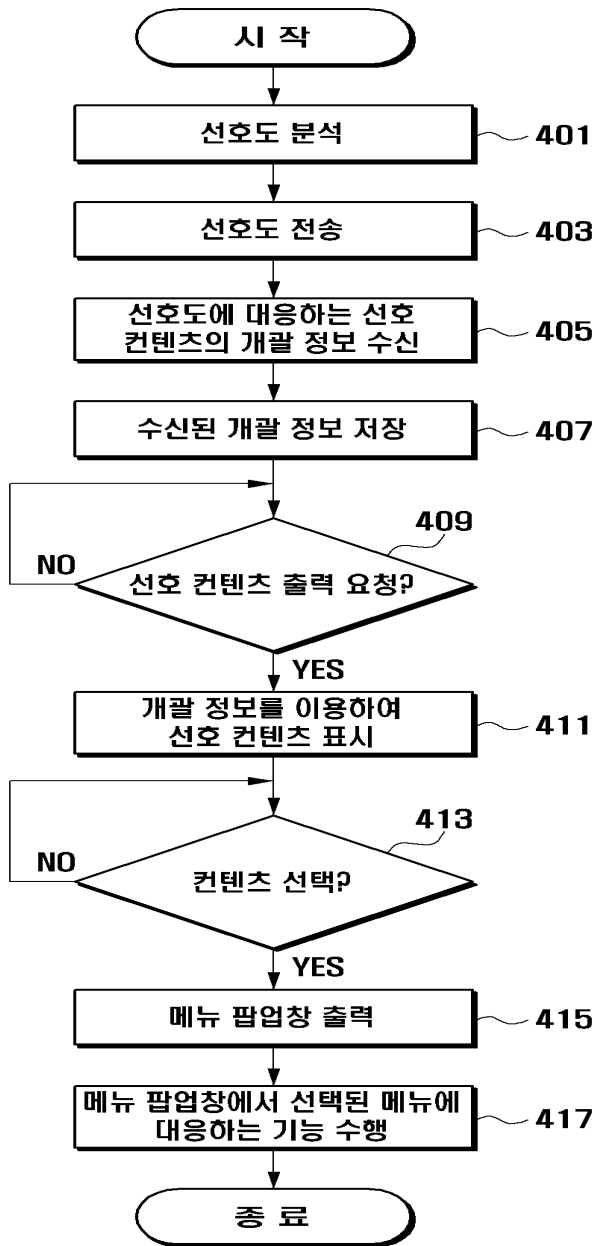 시 작
선호도 분석
401
선호도 전송
403
선호도에 대응하는 선호
컨텐츠의 개괄 정보 수신
405
수신된 개괄 정보 저장
407
409
NO
선호 컨텐츠 출력 요청?
YES
개괄 정보를 이용하여
선호 컨텐츠 표시
411
413
NO
컨텐츠 선택?
YES
메뉴 팝업창 출력
415
메뉴 팝업창에서 선택된 메뉴에
대응하는 기능 수행
417
종 료